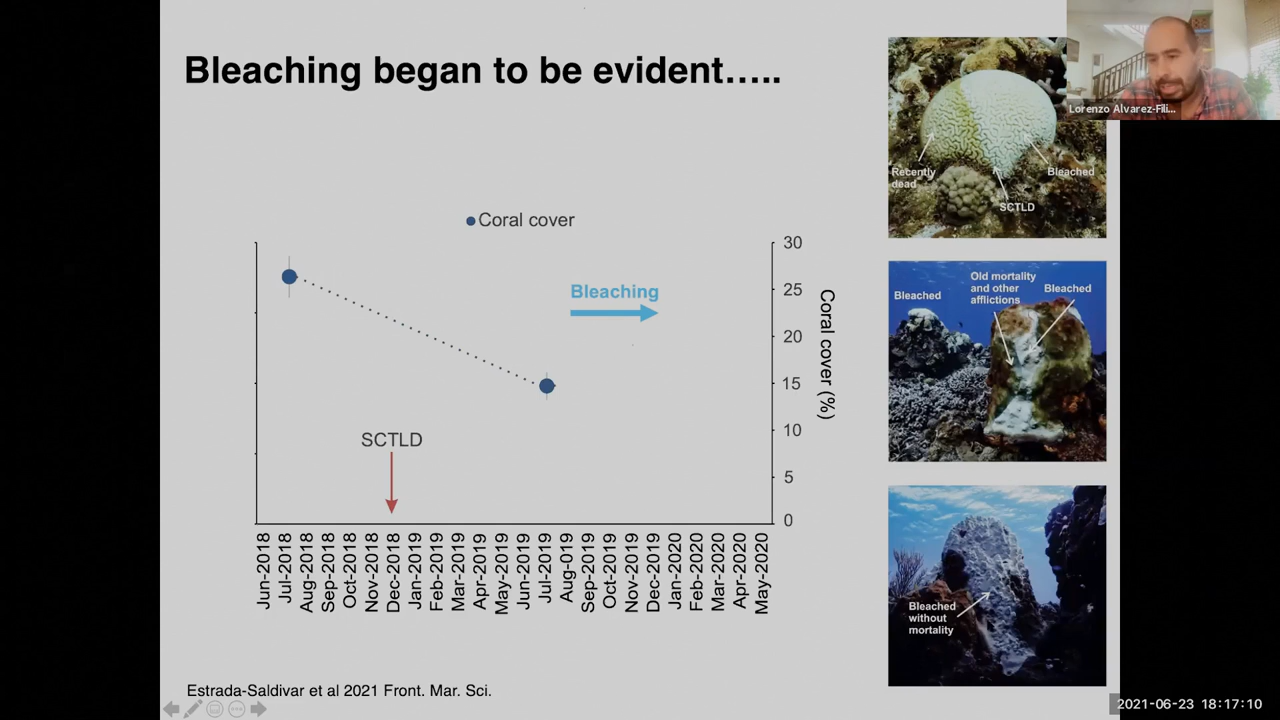 Bleaching began to be evident…..
Lorenzo Alvarez-Fili...
Recently
dead
Bleached
SCTLD
Coral cover
Bleaching
SCTLD
30
25
20
15
10
5
0
Coral cover (%)
Jun-2018
Jul-2018
Aug-2018
Sep-2018
Oct-2018
Nov-2018
Dec-2018
Jan-2019
Feb-2019
Mar-2019
Apr-2019
May-2019
Jun-2019
Jul-2019
Aug-019
Sep-2019
Oct-2019
Nov-2019
Dec-2019
Jan-2020
Feb-2020
Mar-2020
Apr-2020
May-2020
Bleached
Old mortality
and other
afflictions
Bleached
Bleached
without
mortality
Estrada-Saldivar et al 2021 Front. Mar. Sci.
2021-06-23 18:17:10